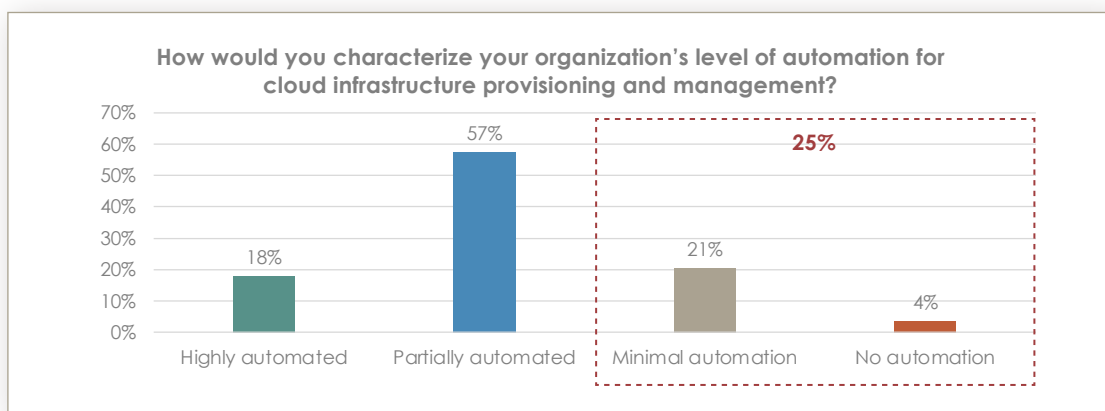 How would you characterize your organization’s level of automation for
cloud infrastructure provisioning and management?
70%
60%
50%
40%
30%
20%
10%
0%
18%
57%
21%
4%
25%
Highly automated
Partially automated
Minimal automation
No automation